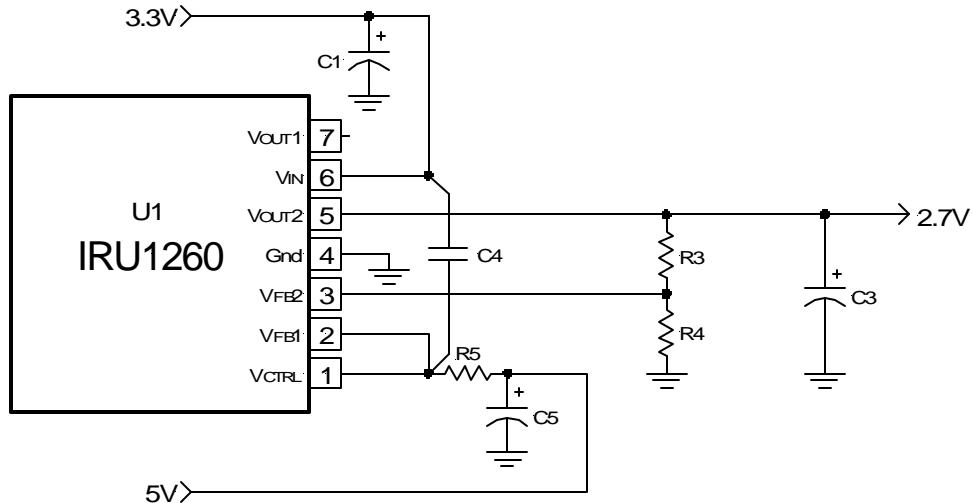 3.3V
C1
VOUT1 7
VIN 6
U1
VOUT2 5
2.7V
IRU1260
Gnd 4
C4
R3
VFB2 3
C3
R4
VFB1 2
R5
VCTRL 1
C5
5V
+
+
+